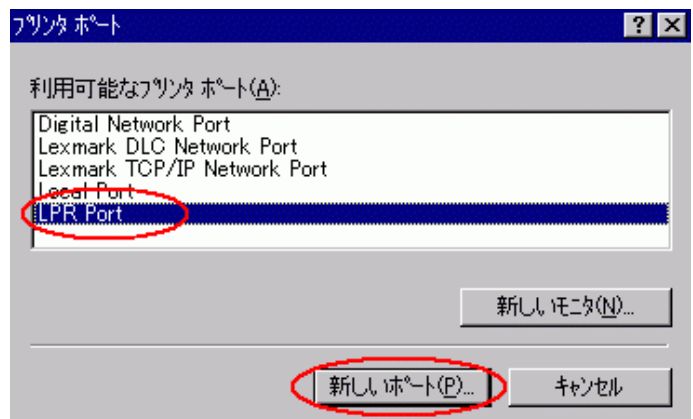 プリンタ ポート
利用可能なプリンタ ポート(A):
Digital Network Port
Lexmark DLC Network Port
Lexmark TCP/IP Network Port
Local Port
LPR Port
新しいモニタ(N)...
新しいポート(P)...
キャンセル